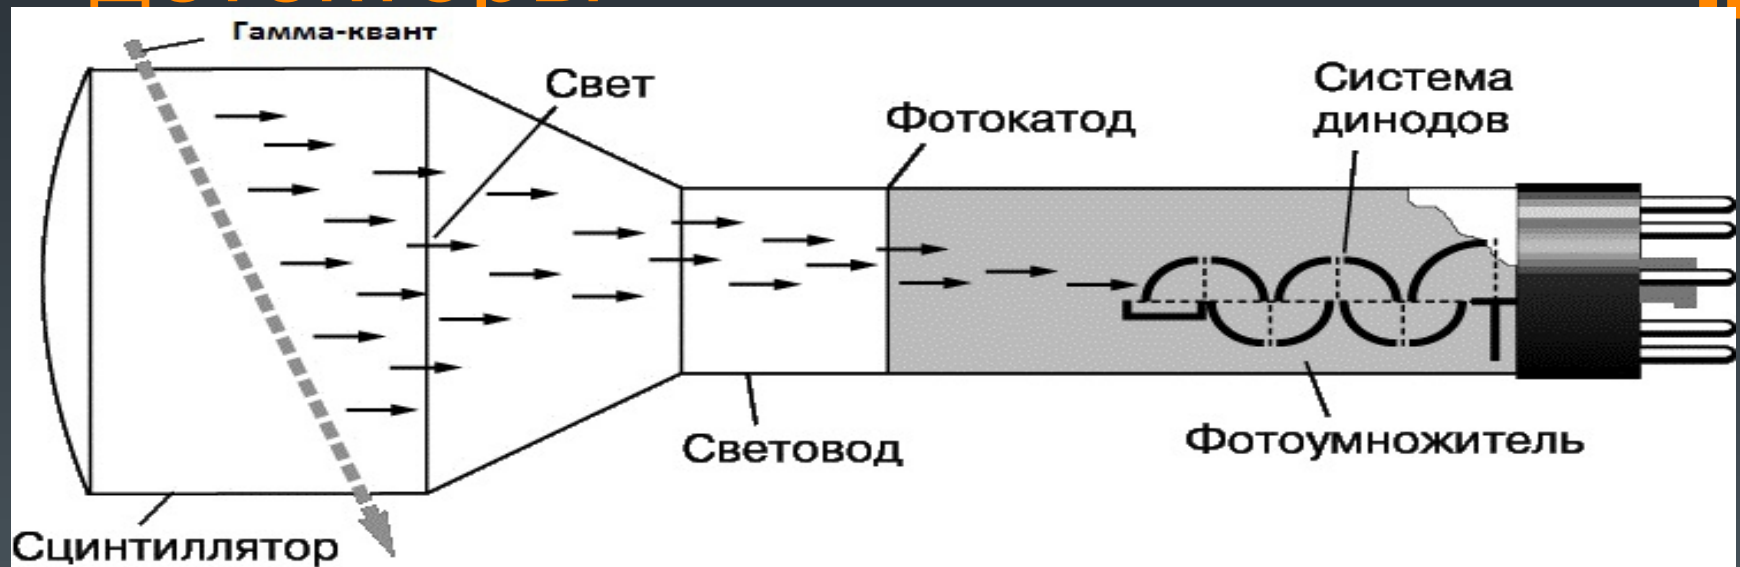 Гамма-квант
Свет
Система
динодов
Фотокатод
Световод
Фотоумножитель
Сцинтиллятор